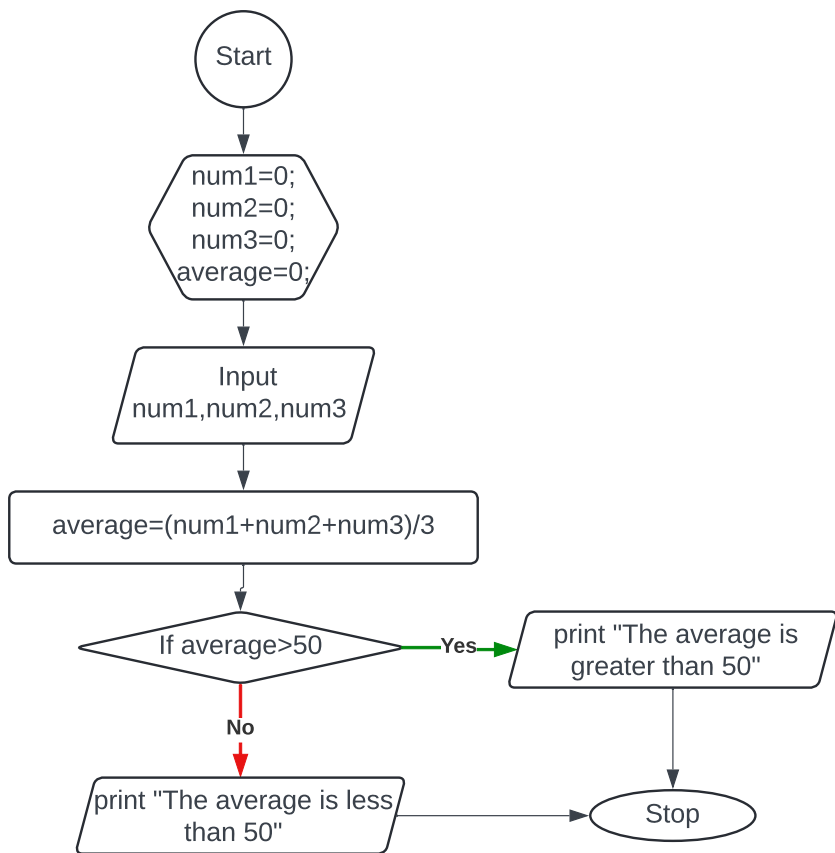 Start
num1=0;
num2=0;
num3=0;
average=0;
Input
num1,num2,num3
average=(num1+num2+num3)/3
If average>50
Yes
print "The average is
greater than 50"
No
print "The average is less
than 50"
Stop